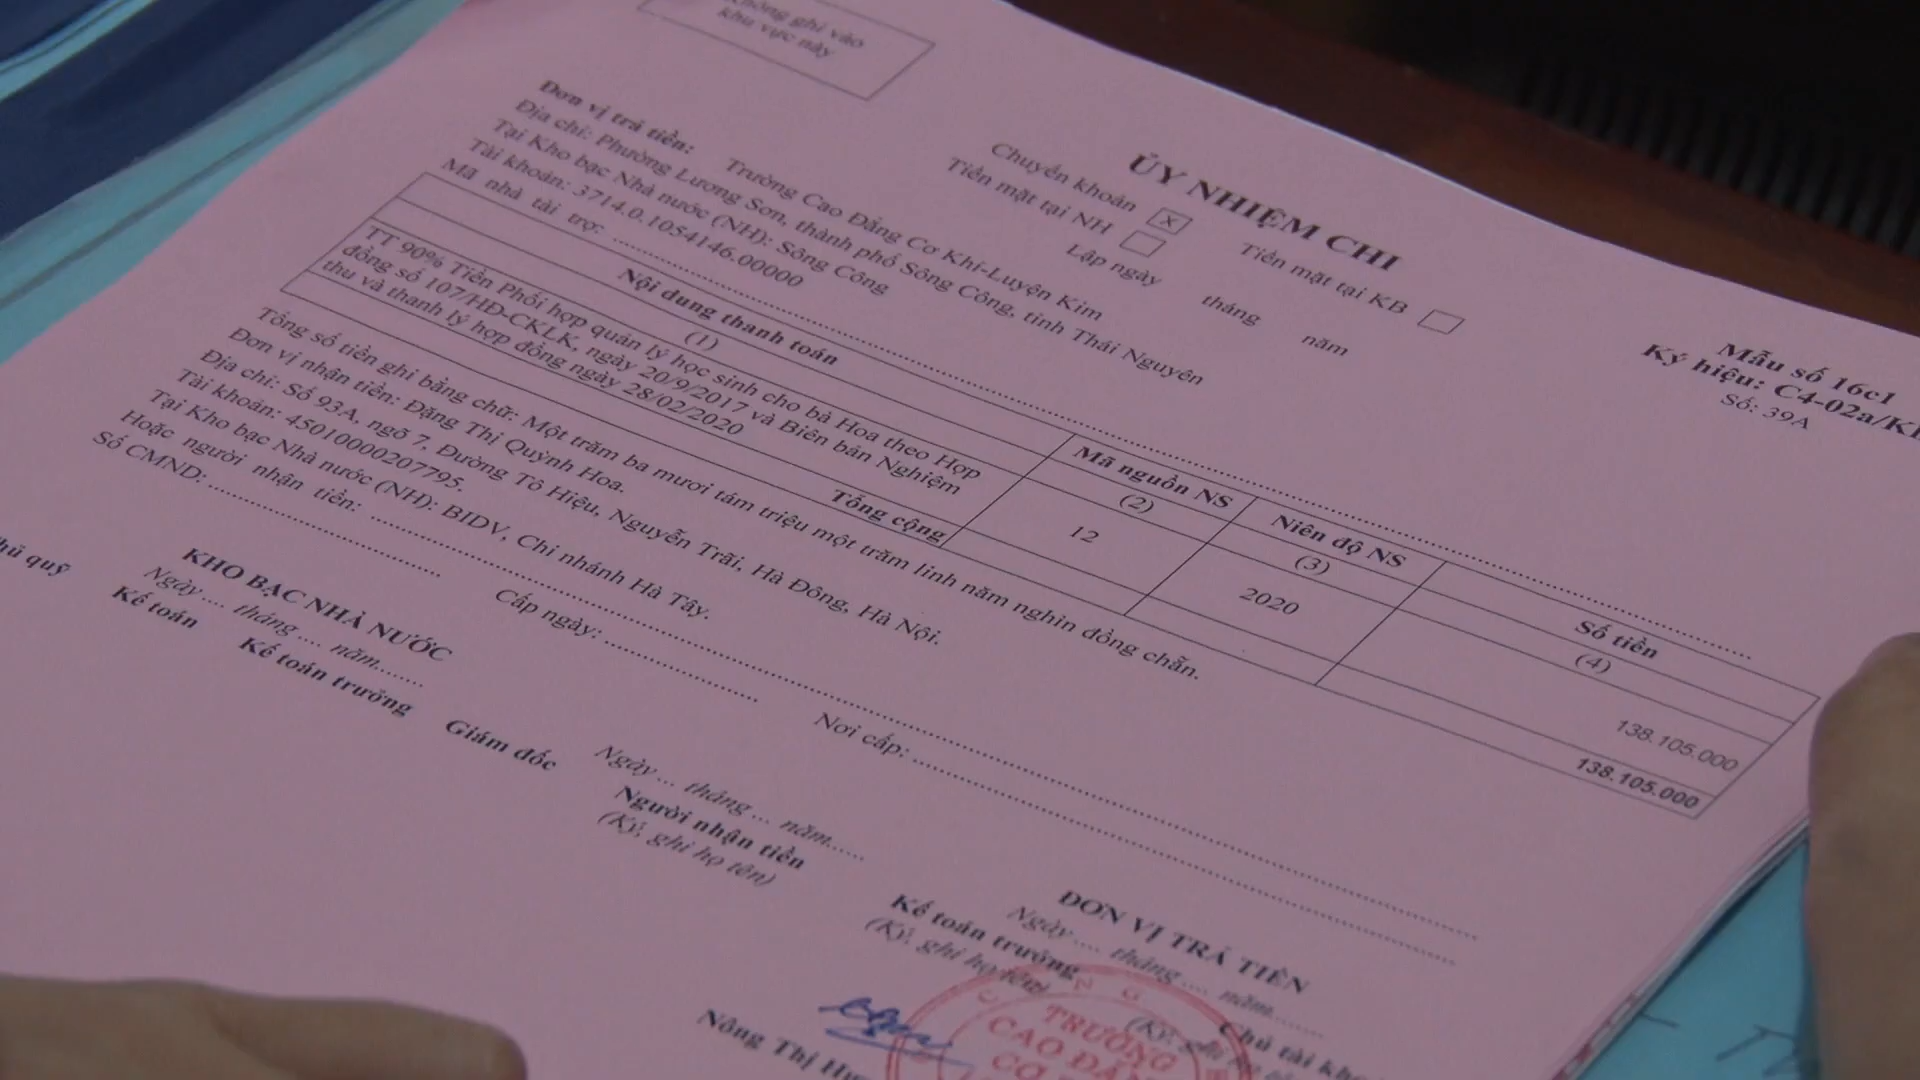 Không ghi vào
khu vực này
ỦY NHIỆM CHI
Chuyển khoản x Tiền mặt tại KB
Tiền mặt tại NH
Lập ngày tháng năm
Mẫu số 16c1
Ký hiệu: C4-02a/
Số: 39A
Đơn vị trả tiền: Trường Cao Đẳng Cơ Khí-Luyện Kim
Địa chỉ: Phường Lương Sơn, thành phố Sông Công, tỉnh Thái Nguyên
Tại Kho bạc Nhà nước (NH): Sông Công
Tài khoản: 3714.0.1054146.00000
Mã nhà tài trợ:
Nội dung thanh toán Mã nguồn NS Niên độ NS Số tiền
(1) (2) (3) (4)
TT 90% Tiền Phối hợp quản lý học sinh cho bà Hoa theo Hợp
đồng số 107/HĐ-CKLK, ngày 20/9/2017 và Biên bản Nghiệm
thu và thanh lý hợp đồng ngày 28/02/2020
12 2020 138.105.000
Tổng cộng 138.105.000
Tổng số tiền ghi bằng chữ: Một trăm ba mươi tám triệu một trăm linh năm nghìn đồng chẵn.
Đơn vị nhận tiền: Đặng Thị Quỳnh Hoa.
Địa chỉ: Số 93A, ngõ 7, Đường Tô Hiệu, Nguyễn Trãi, Hà Đông, Hà Nội.
Tài khoản: 45010000207795.
Tại Kho bạc Nhà nước (NH): BIDV, Chi nhánh Hà Tây.
Hoặc người nhận tiền:
Số CMND: Cấp ngày: Nơi cấp:
KHO BẠC NHÀ NƯỚC
Ngày.... tháng.... năm.......
quỹ Kế toán Kế toán trưởng Giám đốc
Ngày... tháng... năm.....
Người nhận tiền
(Ký, ghi họ tên)
ĐƠN VỊ TRẢ TIỀN
Ngày.... tháng.... năm.......
Kế toán trưởng Chủ tài
(Ký, ghi họ tên) (Ký,
TRƯỜNG
CAO ĐẲNG
CƠ
Nông Thị